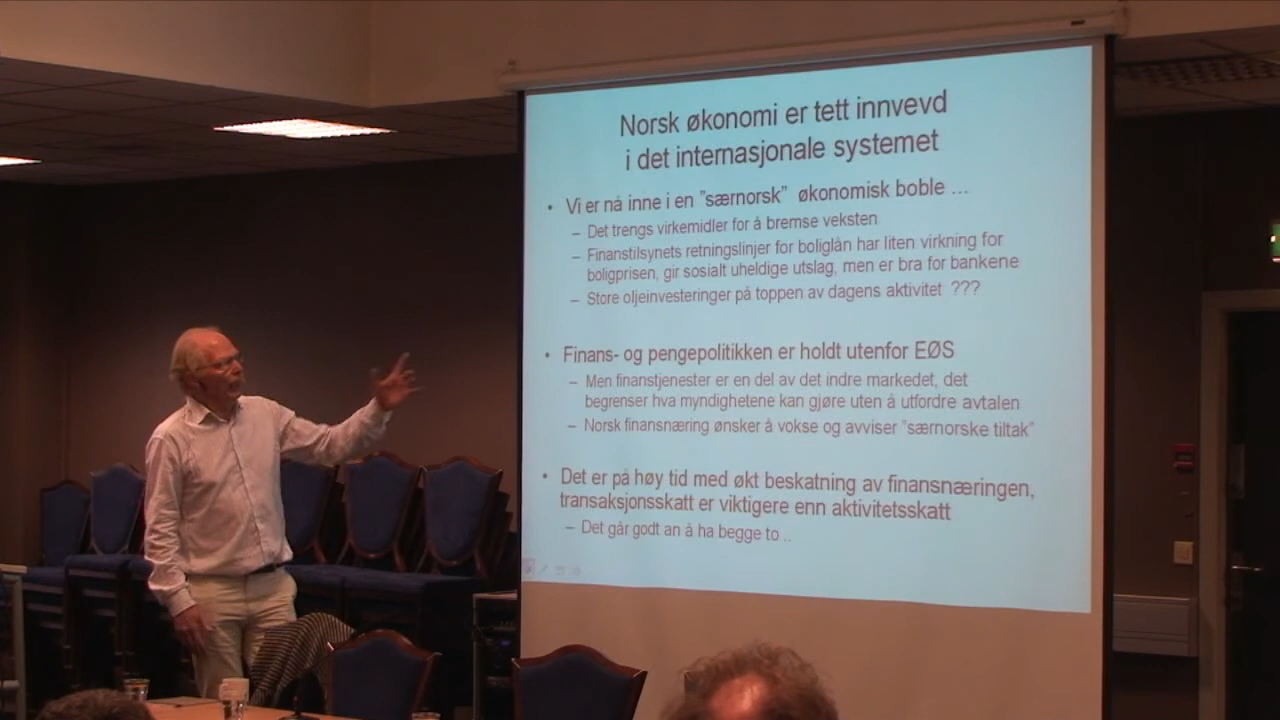 Norsk økonomi er tett innvevd
i det internasjonale systemet
• Vi er nå inne i en "særnorsk" økonomisk boble ...
– Det trengs virkemidler for å bremse veksten
– Finanstilsynets retningslinjer for boliglån har liten virkning for
boligprisen, gir sosialt uheldige utslag, men er bra for bankene
– Store oljeinvesteringer på toppen av dagens aktivitet ???
• Finans- og pengepolitikken er holdt utenfor EØS
– Men finanstjenester er en del av det indre markedet, det
begrenser hva myndighetene kan gjøre uten å utfordre avtalen
– Norsk finansnæring ønsker å vokse og avviser "særnorske tiltak"
• Det er på høy tid med økt beskatning av finansnæringen,
transaksjonsskatt er viktigere enn aktivitetsskatt
– Det går godt an å ha begge to ..